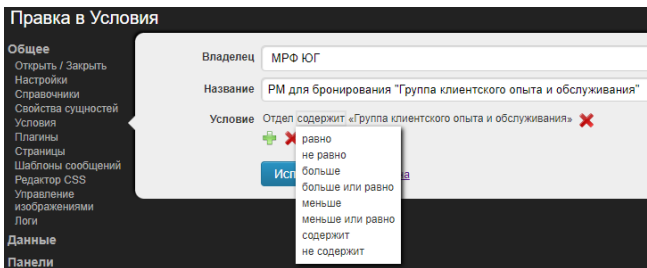 Правка в Условия
Общее
Открыть / Закрыть
Настройки
Справочники
Свойства сущностей
Условия
Плагины
Страницы
Шаблоны сообщений
Редактор CSS
Управление
изображениями
Логи
Данные
Панели
Владелец МРФ ЮГ
Название РМ для бронирования "Группа клиентского опыта и обслуживания"
Условие Отдел содержит «Группа клиентского опыта и обслуживания»
равно
не равно
больше
больше или равно
меньше
меньше или равно
содержит
не содержит